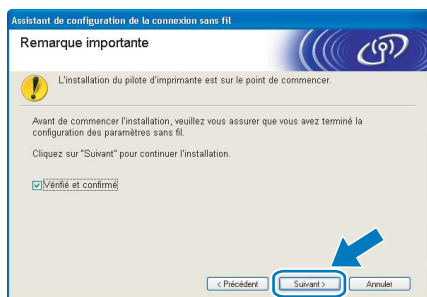 Assistant de configuration de la connexion sans fil
Remarque importante
L'installation du pilote d'imprimante est sur le point de commencer.
Avant de commencer l'installation, veuillez vous assurer que vous avez terminé la
configuration des paramètres sans fil.
Cliquez sur "Suivant" pour continuer l'installation.
Vérifié et confirmé
< Précédent Suivant > Annuler